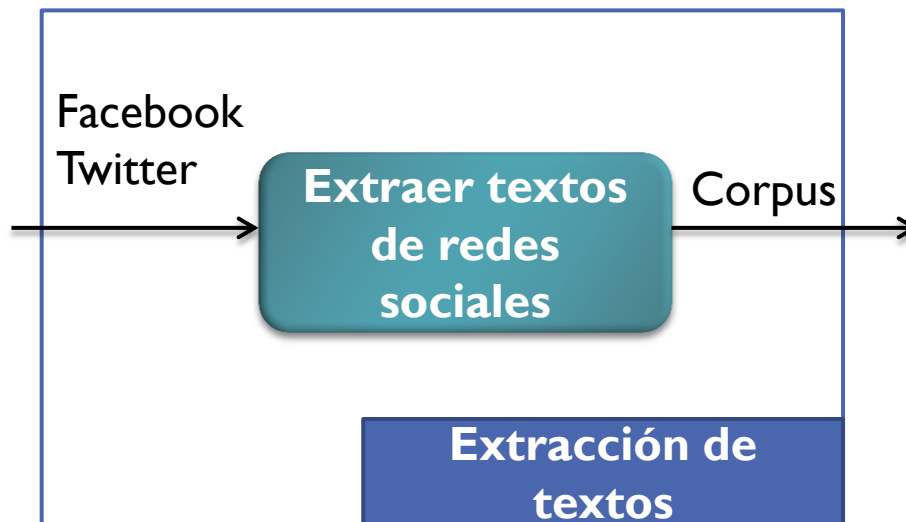 Facebook
Twitter
Extraer textos
de redes
sociales
Corpus
Extracción de
textos